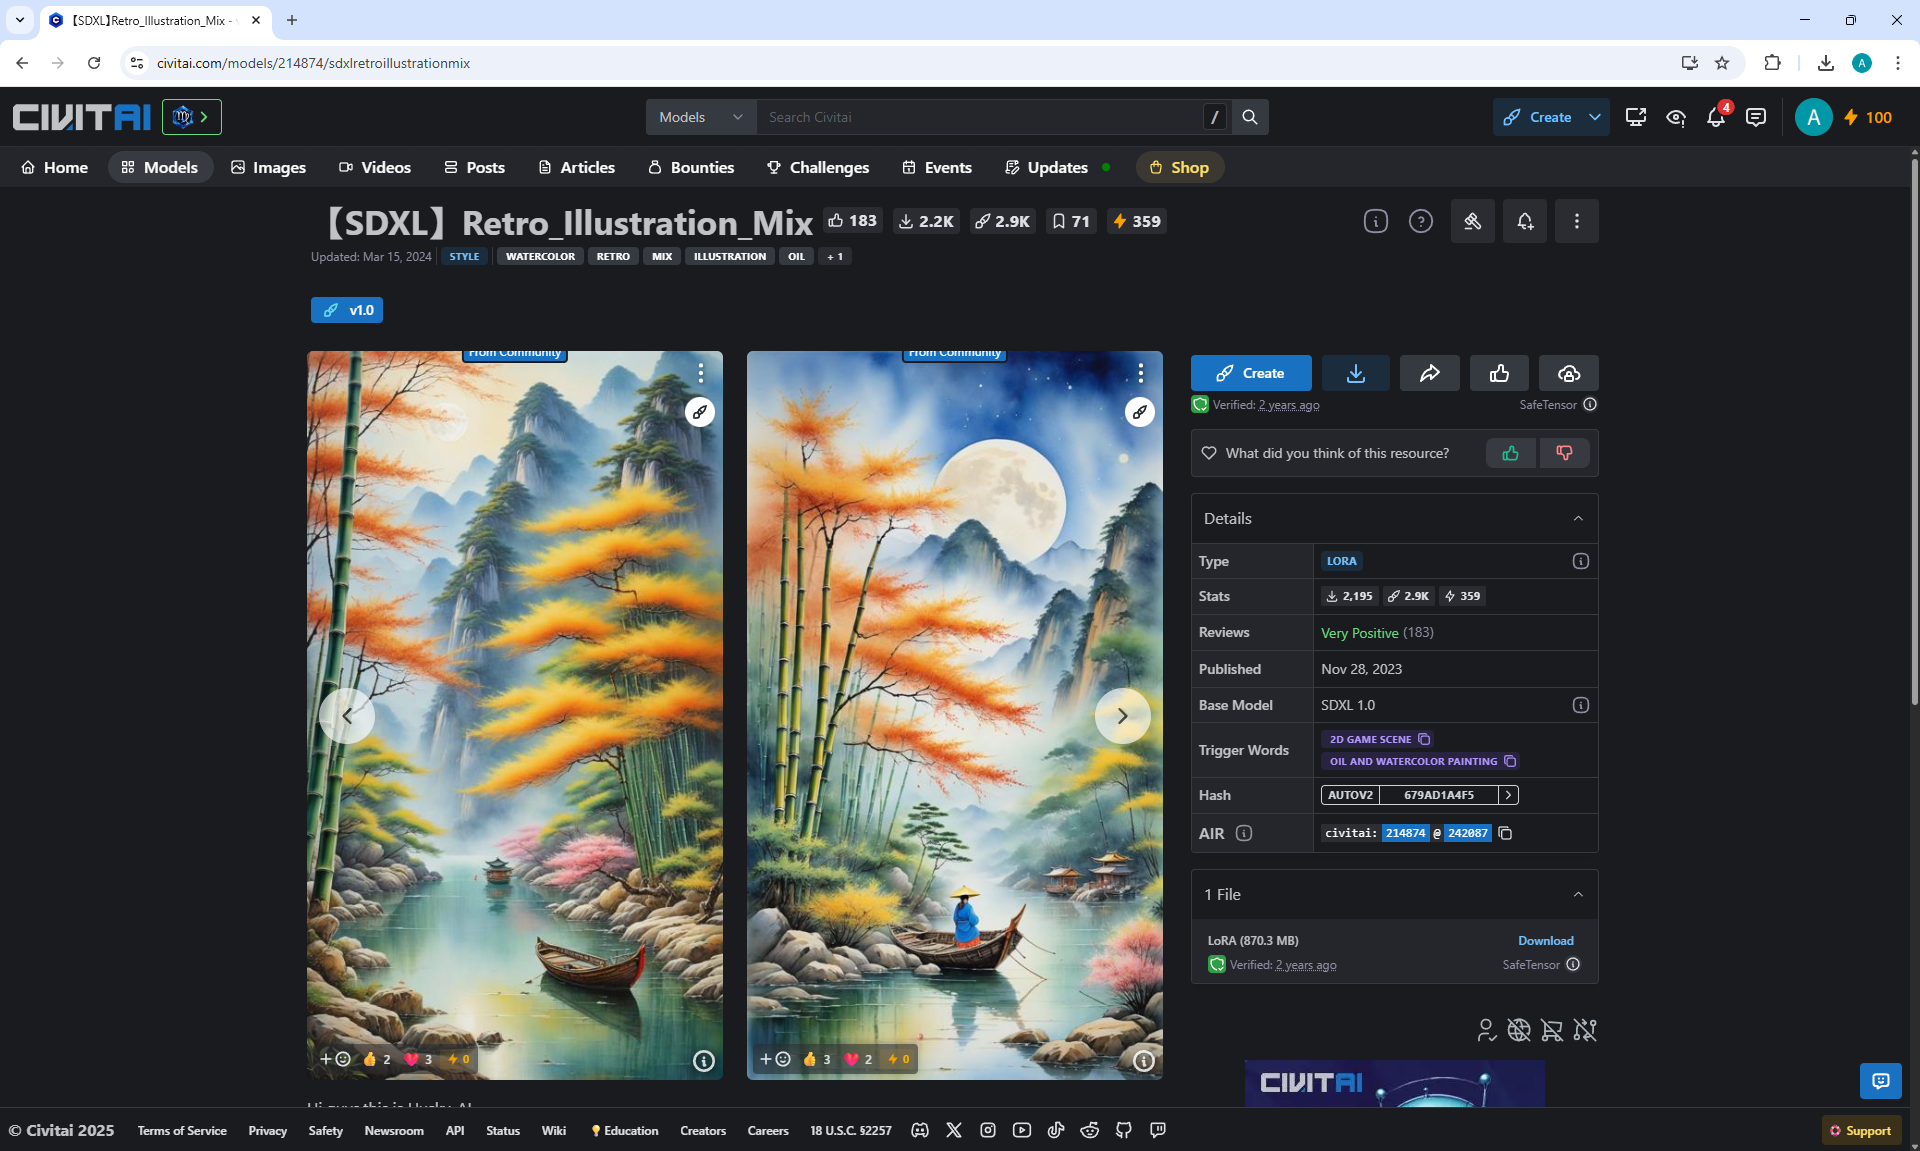 【SDXL】Retro_Illustration_Mix -
civitai.com/models/214874/sdxlretroillustrationmix
A
CIVITAI
Models
Search Civitai
/
Create
4
A
100
Home
Models
Images
Videos
Posts
Articles
Bounties
Challenges
Events
Updates
Shop
【SDXL】Retro_Illustration_Mix
183
2.2K
2.9K
71
359
Updated: Mar 15, 2024
STYLE
WATERCOLOR
RETRO
MIX
ILLUSTRATION
OIL
+ 1
v1.0
From Community
From Community
Create
Verified: 2 years ago
SafeTensor
What did you think of this resource?
Details
Type
LORA
Stats
2,195
2.9K
359
Reviews
Very Positive (183)
Published
Nov 28, 2023
Base Model
SDXL 1.0
Trigger Words
2D GAME SCENE
OIL AND WATERCOLOR PAINTING
Hash
AUTOV2
679AD1A4F5
AIR
civitai: 214874 @ 242087
1 File
LoRA (870.3 MB)
Download
Verified: 2 years ago
SafeTensor
2
3
0
3
2
0
CIVITAI
© Civitai 2025
Terms of Service
Privacy
Safety
Newsroom
API
Status
Wiki
Education
Creators
Careers
18 U.S.C. §2257
Support